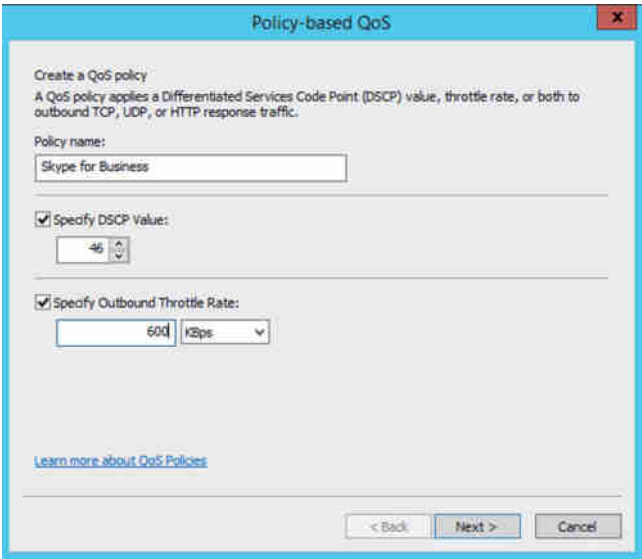 Policy-based QoS
x
Create a QoS policy
A QoS policy applies a Differentiated Services Code Point (DSCP) value, throttle rate, or both to
outbound TCP, UDP, or HTTP response traffic.
Policy name:
Skype for Business
Specify DSCP Value:
46
Specify Outbound Throttle Rate:
600 KBps
Learn more about QoS Policies
< Back Next > Cancel